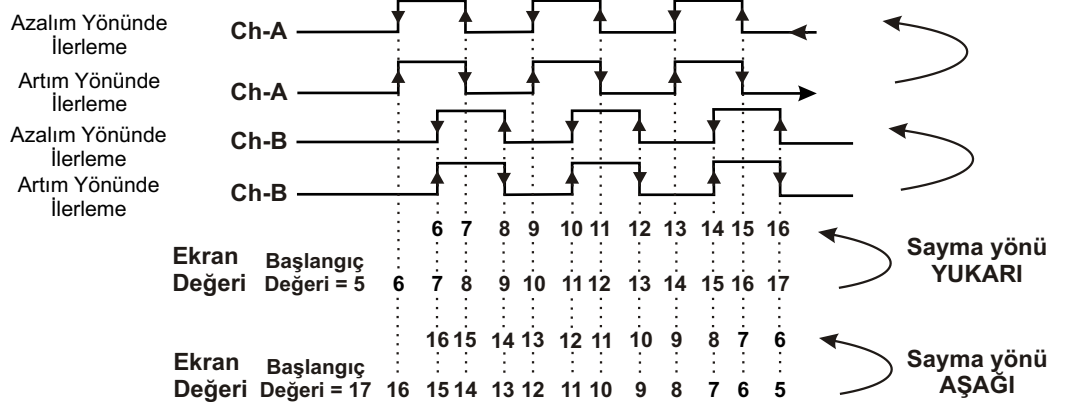 Azalım Yönünde
İlerleme
Ch-A
Artım Yönünde
İlerleme
Ch-A
Azalım Yönünde
İlerleme
Ch-B
Artım Yönünde
İlerleme
Ch-B
6 7 8 9 10 11 12 13 14 15 16
Ekran
Değeri
Başlangıç
Değeri = 5
6 7 8 9 10 11 12 13 14 15 16 17
Sayma yönü
YUKARI
16 15 14 13 12 11 10 9 8 7 6
Ekran
Değeri
Başlangıç
Değeri = 17
16 15 14 13 12 11 10 9 8 7 6 5
Sayma yönü
AŞAĞI